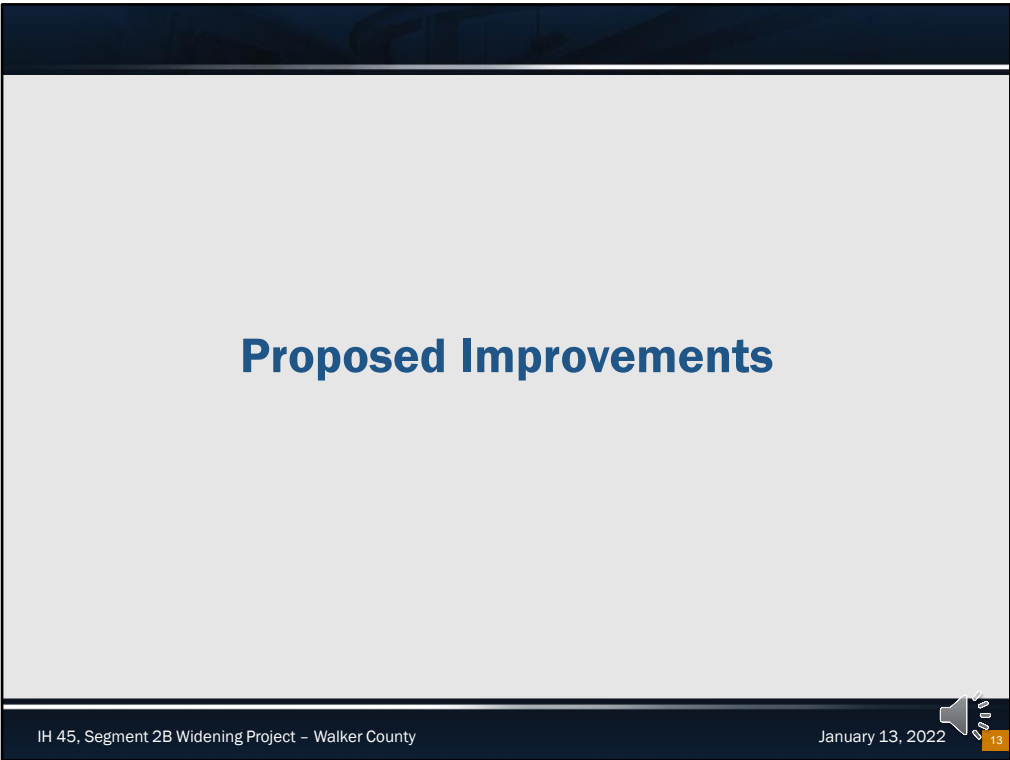 Proposed Improvements
IH 45, Segment 2B Widening Project – Walker County
January 13, 2022
13